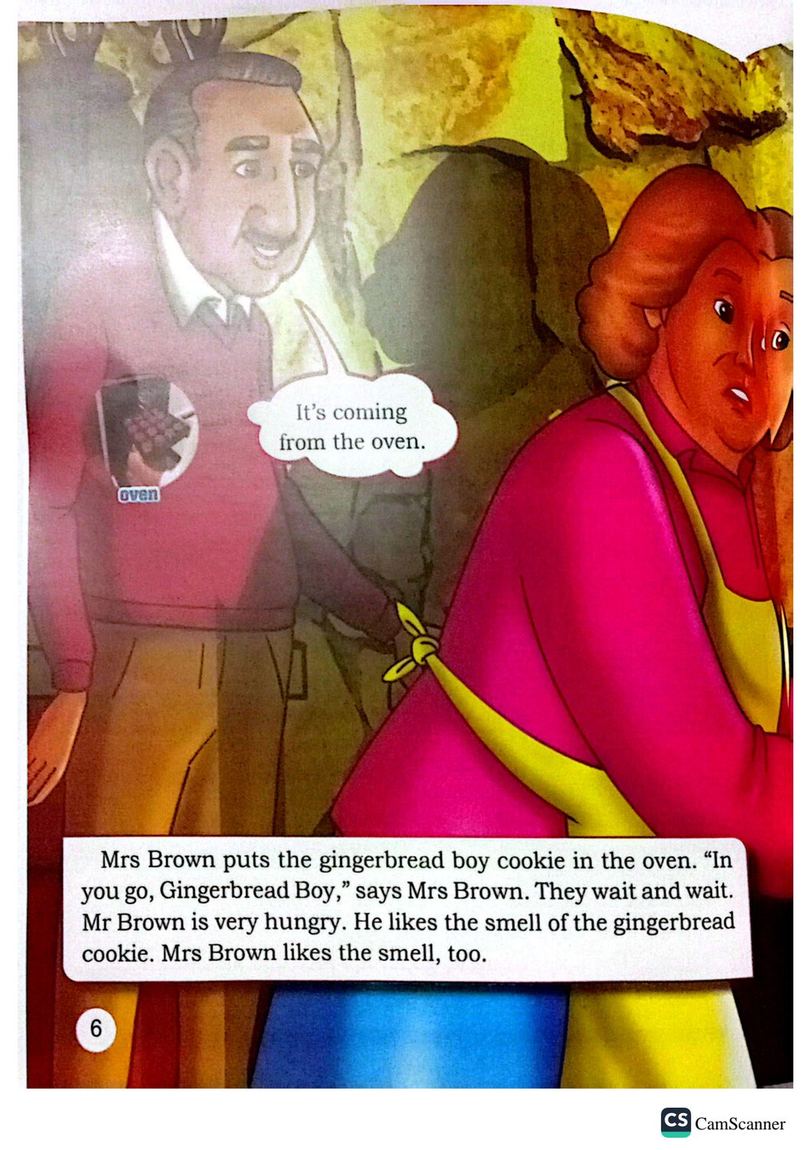 It's coming
from the oven.
oven
Mrs Brown puts the gingerbread boy cookie in the oven. “In
you go, Gingerbread Boy,” says Mrs Brown. They wait and wait.
Mr Brown is very hungry. He likes the smell of the gingerbread
cookie. Mrs Brown likes the smell, too.
6
CS CamScanner